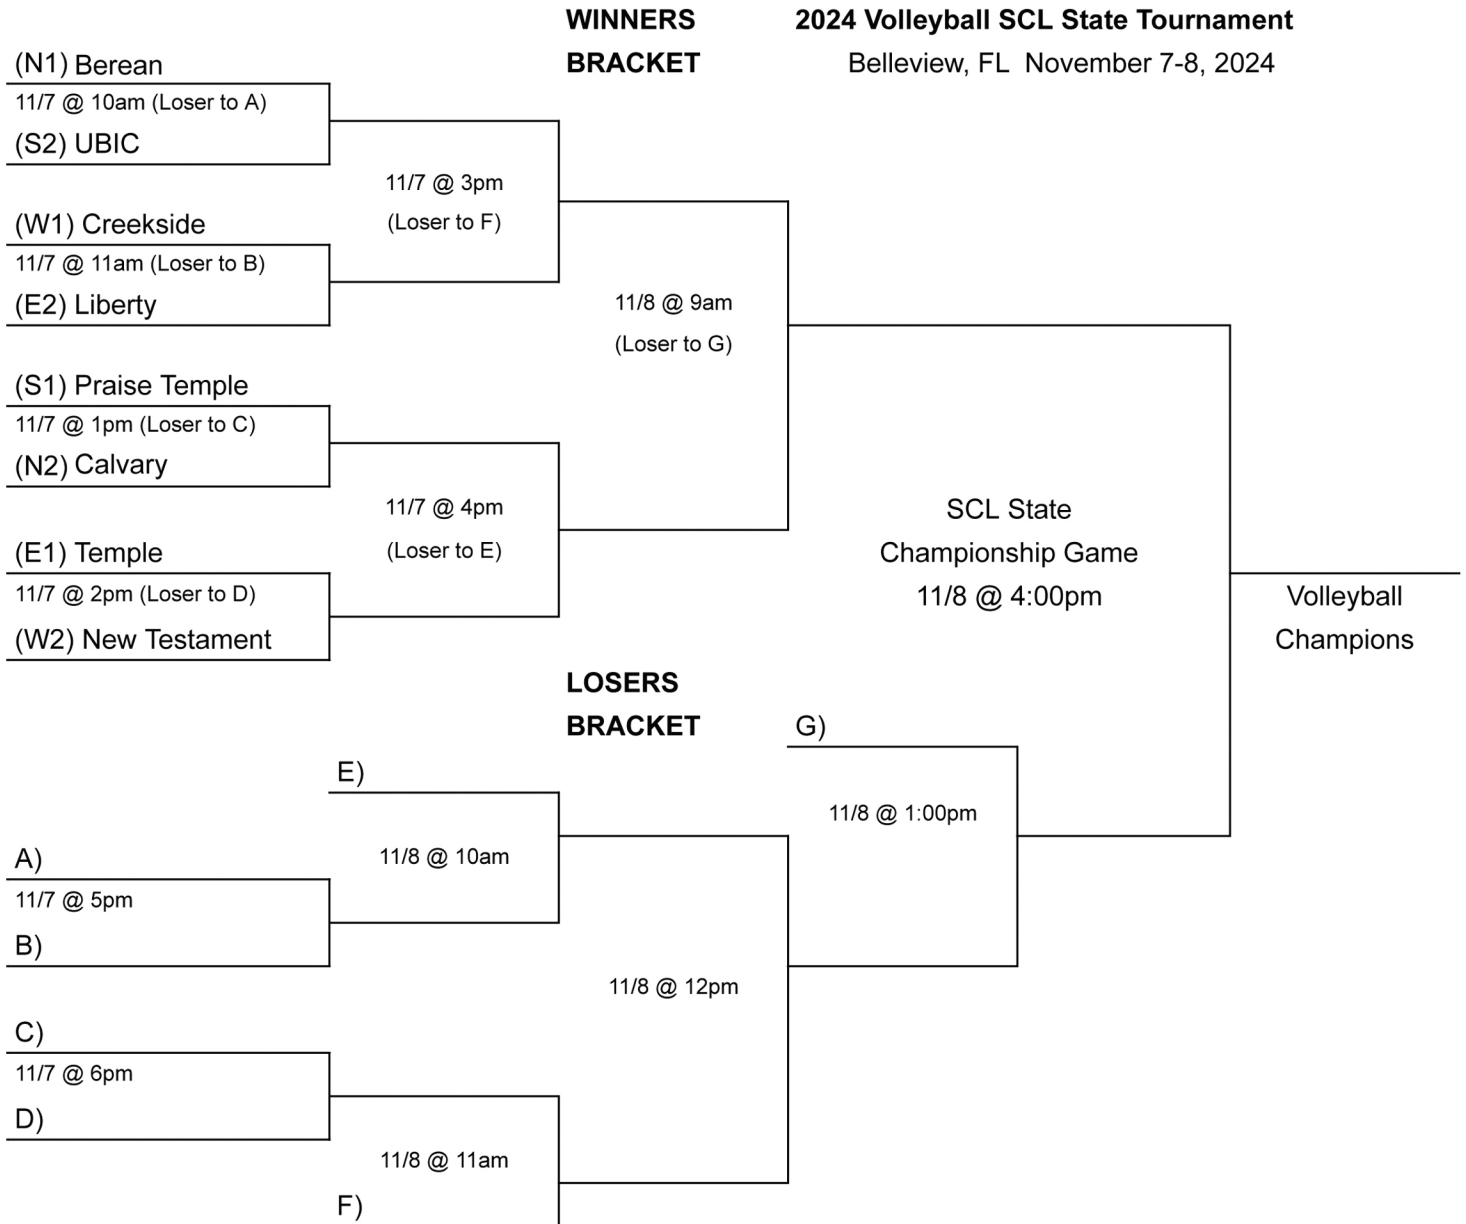 WINNERS
BRACKET
2024 Volleyball SCL State Tournament
Belleview, FL  November 7-8, 2024
(N1) Berean
11/7 @ 10am (Loser to A)
(S2) UBIC
11/7 @ 3pm
(Loser to F)
(W1) Creekside
11/7 @ 11am (Loser to B)
(E2) Liberty
11/8 @ 9am
(Loser to G)
(S1) Praise Temple
11/7 @ 1pm (Loser to C)
(N2) Calvary
11/7 @ 4pm
(Loser to E)
(E1) Temple
11/7 @ 2pm (Loser to D)
(W2) New Testament
SCL State
Championship Game
11/8 @ 4:00pm
Volleyball
Champions
LOSERS
BRACKET
G)
E)
11/8 @ 1:00pm
A)
11/8 @ 10am
11/7 @ 5pm
B)
11/8 @ 12pm
C)
11/7 @ 6pm
D)
11/8 @ 11am
F)